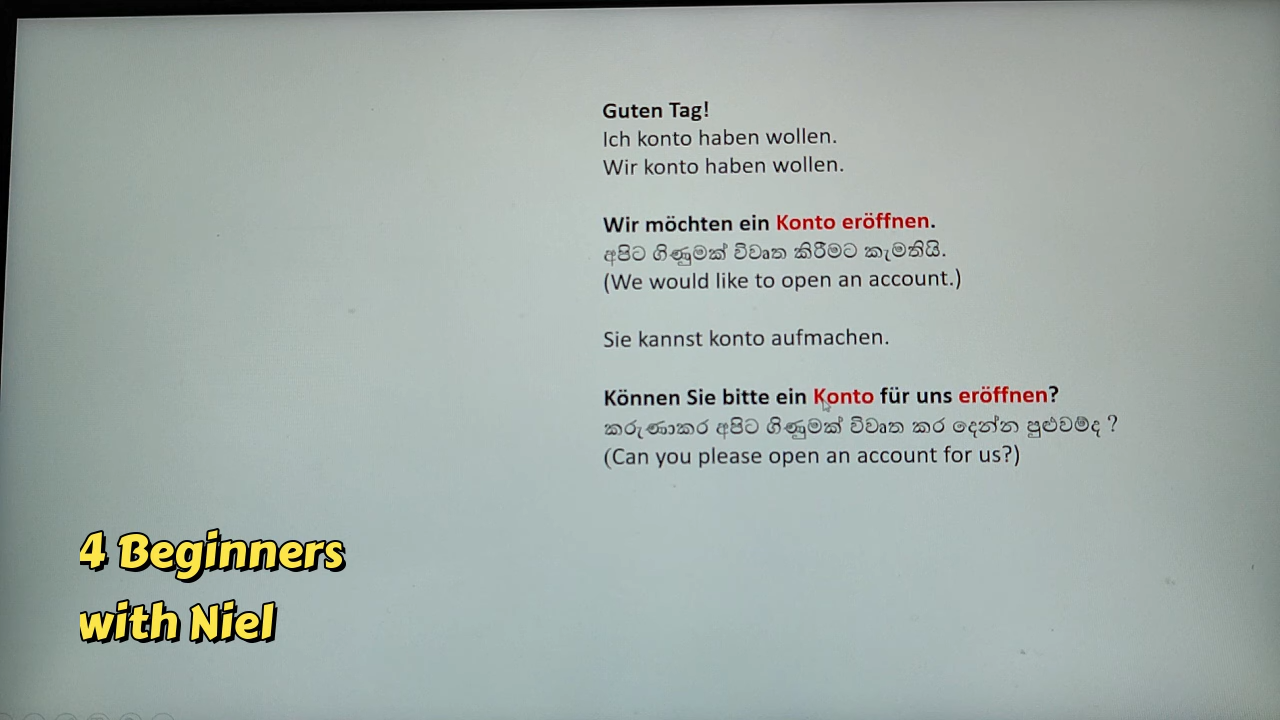 Guten Tag!
Ich konto haben wollen.
Wir konto haben wollen.
Wir möchten ein Konto eröffnen.
අපිට ගිණුමක් විවෘත කිරීමට කැමතියි.
(We would like to open an account.)
Sie kannst konto aufmachen.
Können Sie bitte ein Konto für uns eröffnen?
කරුණාකර අපිට ගිණුමක් විවෘත කර දෙන්න පුළුවම්ද ?
(Can you please open an account for us?)
4 Beginners
with Niel